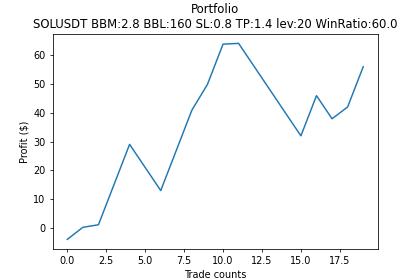 Portfolio
SOLUSDT BBM:2.8 BBL:160 SL:0.8 TP:1.4 lev:20 WinRatio:60.0
Profit ($)
60
50
40
30
20
10
0
0.0 2.5 5.0 7.5 10.0 12.5 15.0 17.5
Trade counts